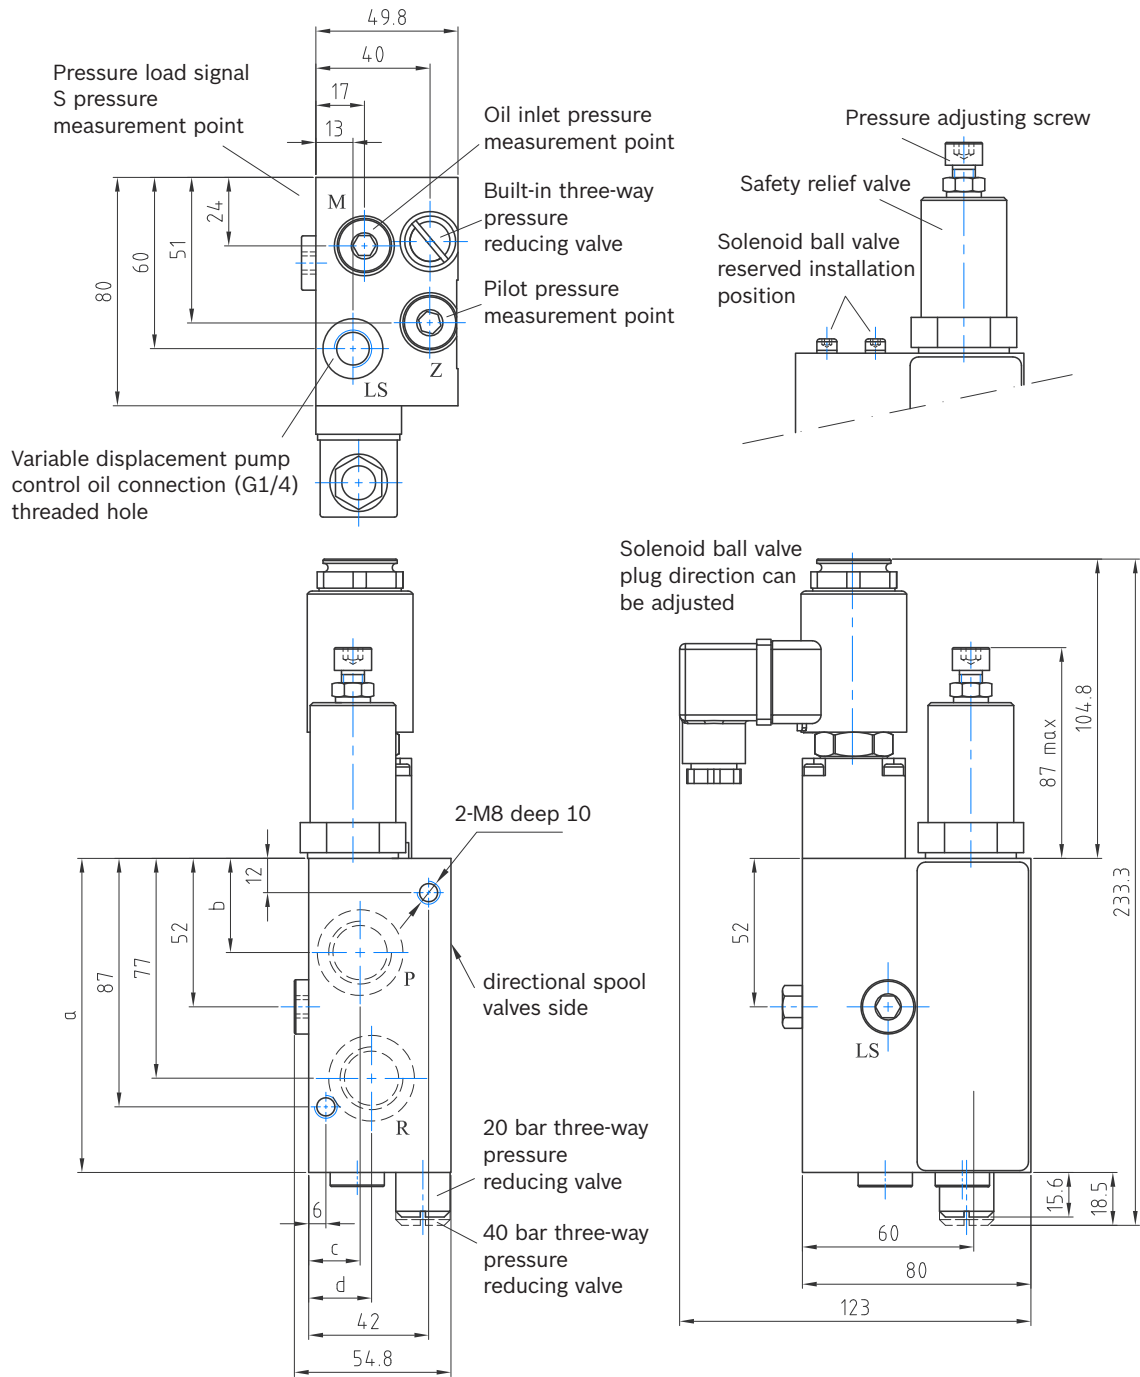 49.8
40
17
13
Pressure load signal
S pressure
measurement point
Oil inlet pressure
measurement point
Built-in three-way
pressure
reducing valve
Pilot pressure
measurement point
M
24
51
60
80
Z
LS
Variable displacement pump
control oil connection (G1/4)
threaded hole
Pressure adjusting screw
Safety relief valve
Solenoid ball valve
reserved installation
position
Solenoid ball valve
plug direction can
be adjusted
2-M8 deep 10
12
b
52
77
87
a
P
R
directional spool
valves side
20 bar three-way
pressure
reducing valve
40 bar three-way
pressure
reducing valve
6
c
d
42
54.8
104.8
87 max
233.3
52
LS
15.6
18.5
60
80
123